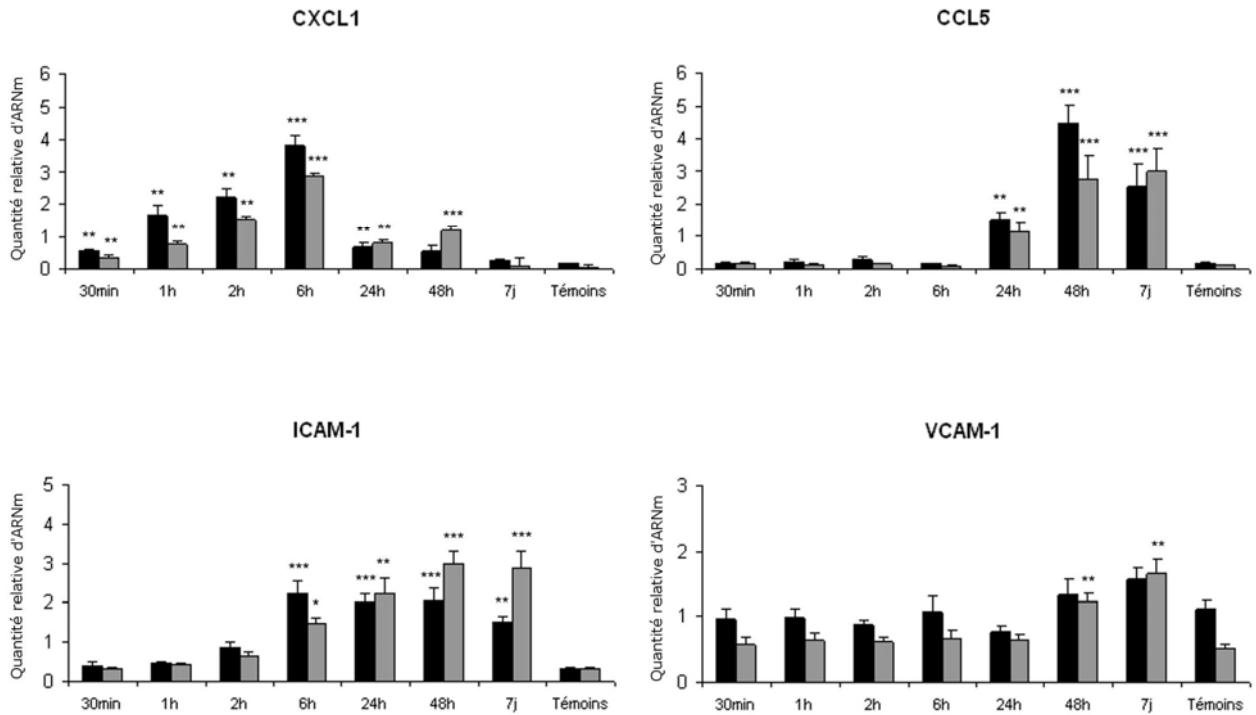 CXCL1
Quantité relative d'ARNm
6
5
4
3
2
1
0
** ** ** ** ** ** *** *** ** ** ***
30min 1h 2h 6h 24h 48h 7j Témoins
CCL5
Quantité relative d'ARNm
6
5
4
3
2
1
0
** ** *** *** *** ***
30min 1h 2h 6h 24h 48h 7j Témoins
ICAM-1
Quantité relative d'ARNm
5
4
3
2
1
0
*** * *** ** *** *** ** ***
30min 1h 2h 6h 24h 48h 7j Témoins
VCAM-1
Quantité relative d'ARNm
3
2
1
0
** **
30min 1h 2h 6h 24h 48h 7j Témoins